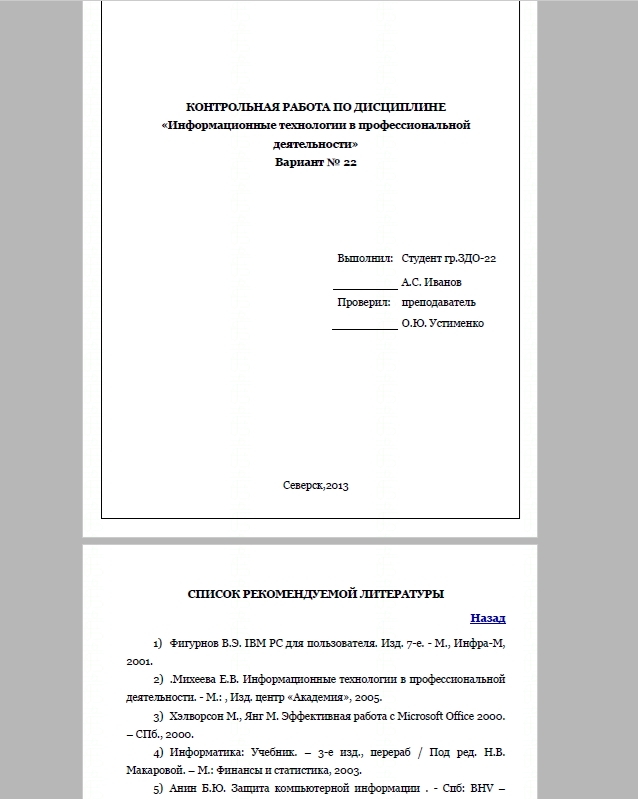 КОНТРОЛЬНАЯ РАБОТА ПО ДИСЦИПЛИНЕ
«Информационные технологии в профессиональной
деятельности»
Вариант № 22
Выполнил: Студент гр.ЗДО-22
А.С. Иванов
Проверил: преподаватель
О.Ю. Устименко
Северск,2013
СПИСОК РЕКОМЕНДУЕМОЙ ЛИТЕРАТУРЫ
Назад
1) Фигурнов В.Э. IBM PC для пользователя. Изд. 7-е. - М., Инфра-М,
2001.
2) .Михеева Е.В. Информационные технологии в профессиональной
деятельности. - М.: , Изд. центр «Академия», 2005.
3) Хэлворсон М., Янг М. Эффективная работа с Microsoft Office 2000.
– СПб., 2000.
4) Информатика: Учебник. – 3-е изд., перераб / Под ред. Н.В.
Макаровой. – М.: Финансы и статистика, 2003.
5) Анин Б.Ю. Защита компьютерной информации . - Спб: BHV –